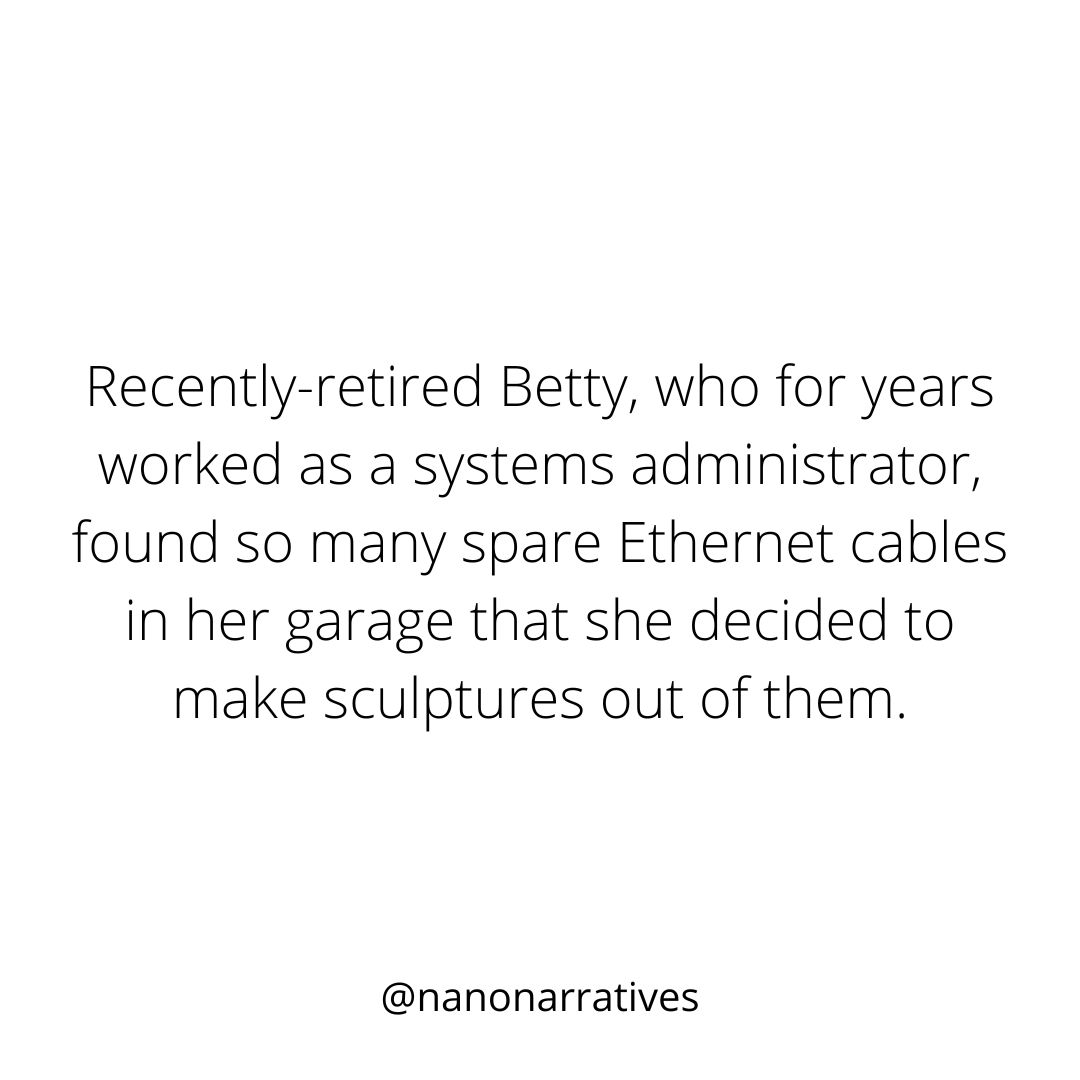 Recently-retired Betty, who for years
worked as a systems administrator,
found so many spare Ethernet cables
in her garage that she decided to
make sculptures out of them.
@nanonarratives